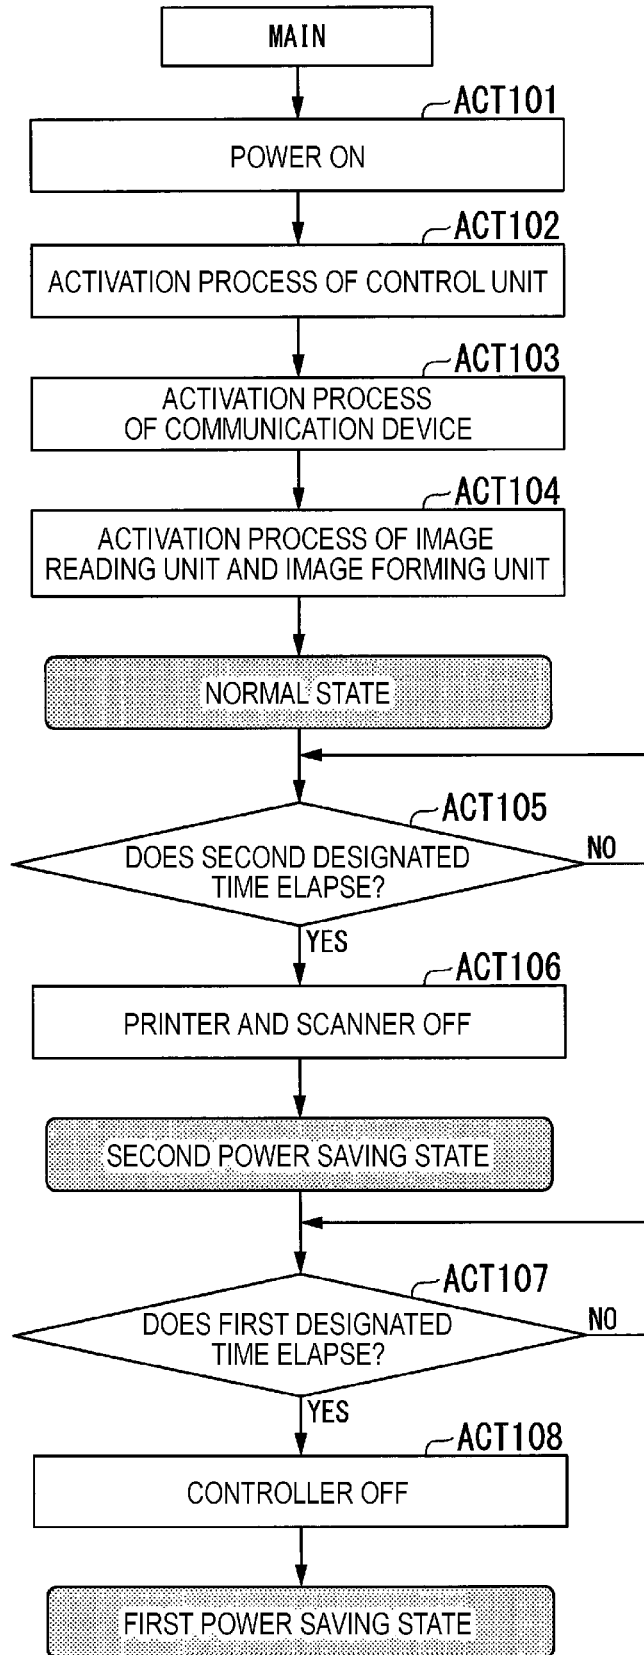 MAIN
ACT101
POWER ON
ACT102
ACTIVATION PROCESS OF CONTROL UNIT
ACT103
ACTIVATION PROCESS
OF COMMUNICATION DEVICE
ACT104
ACTIVATION PROCESS OF IMAGE
READING UNIT AND IMAGE FORMING UNIT
NORMAL STATE
ACT105
DOES SECOND DESIGNATED
TIME ELAPSE?
NO
YES
ACT106
PRINTER AND SCANNER OFF
SECOND POWER SAVING STATE
ACT107
DOES FIRST DESIGNATED
TIME ELAPSE?
NO
YES
ACT108
CONTROLLER OFF
FIRST POWER SAVING STATE